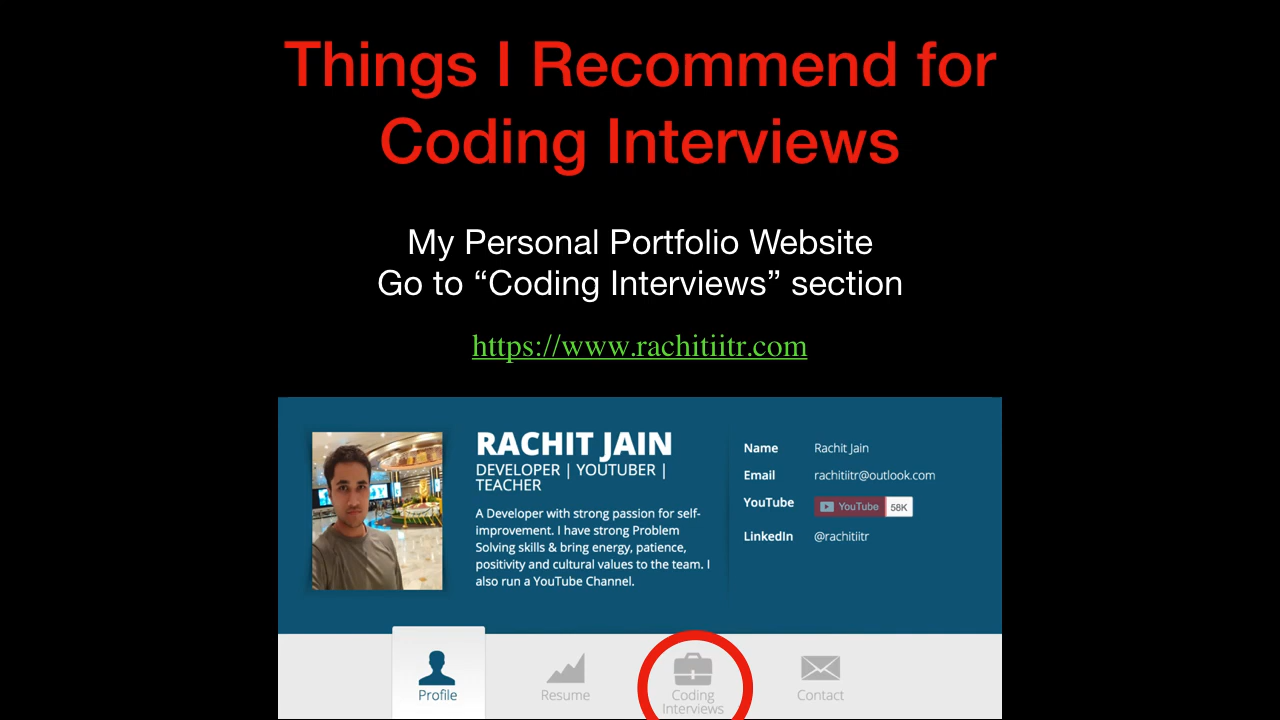 Things I Recommend for
Coding Interviews
My Personal Portfolio Website
Go to “Coding Interviews” section
https://www.rachitiitr.com
RACHIT JAIN
DEVELOPER | YOUTUBER |
TEACHER
A Developer with strong passion for self-
improvement. I have strong Problem
Solving skills & bring energy, patience,
positivity and cultural values to the team. I
also run a YouTube Channel.
Name Rachit Jain
Email rachitiitr@outlook.com
YouTube YouTube 58K
LinkedIn @rachitiitr
Profile
Resume
Coding
Interviews
Contact